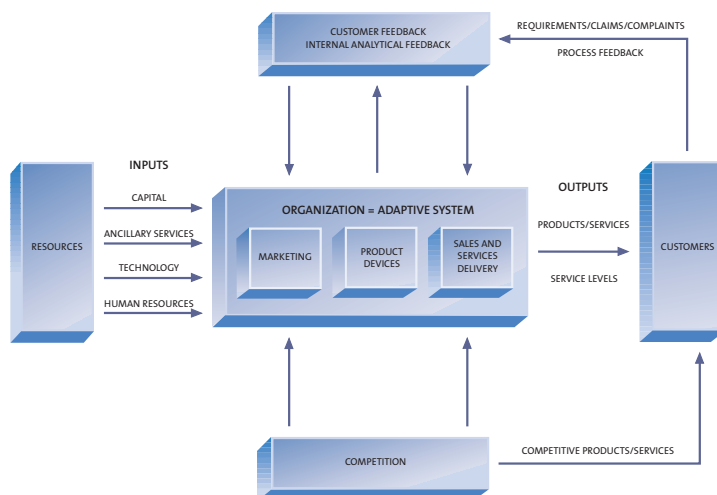 CUSTOMER FEEDBACK
INTERNAL ANALYTICAL FEEDBACK
REQUIREMENTS/CLAIMS/COMPLAINTS
PROCESS FEEDBACK
INPUTS
RESOURCES
CAPITAL
ANCILLARY SERVICES
TECHNOLOGY
HUMAN RESOURCES
ORGANIZATION = ADAPTIVE SYSTEM
MARKETING
PRODUCT
DEVICES
SALES AND
SERVICES
DELIVERY
OUTPUTS
PRODUCTS/SERVICES
SERVICE LEVELS
CUSTOMERS
COMPETITION
COMPETITIVE PRODUCTS/SERVICES